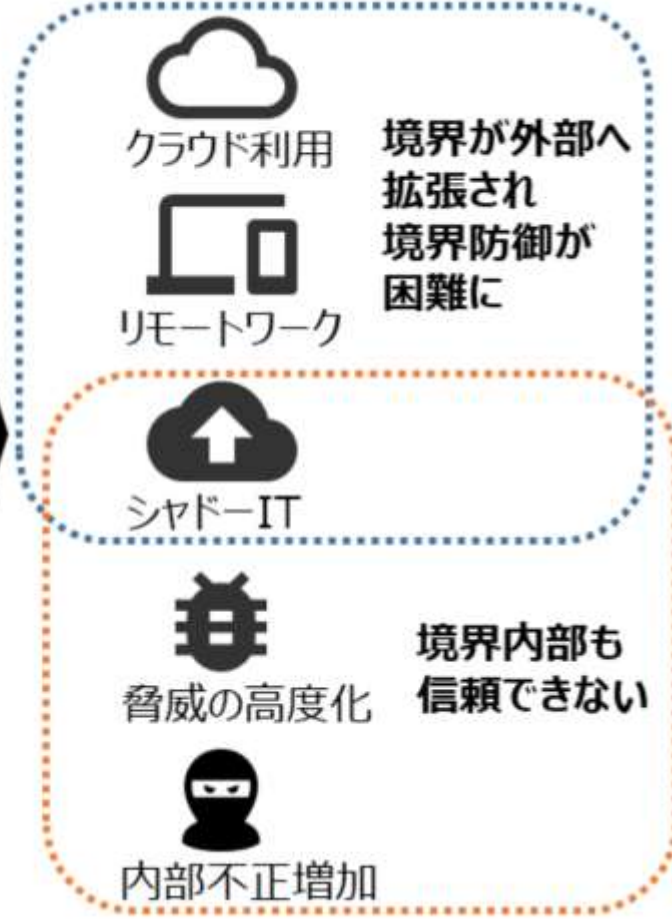 クラウド利用
境界が外部へ
拡張され
境界防御が
困難に
リモートワーク
シャドーIT
脅威の高度化
境界内部も
信頼できない
内部不正増加